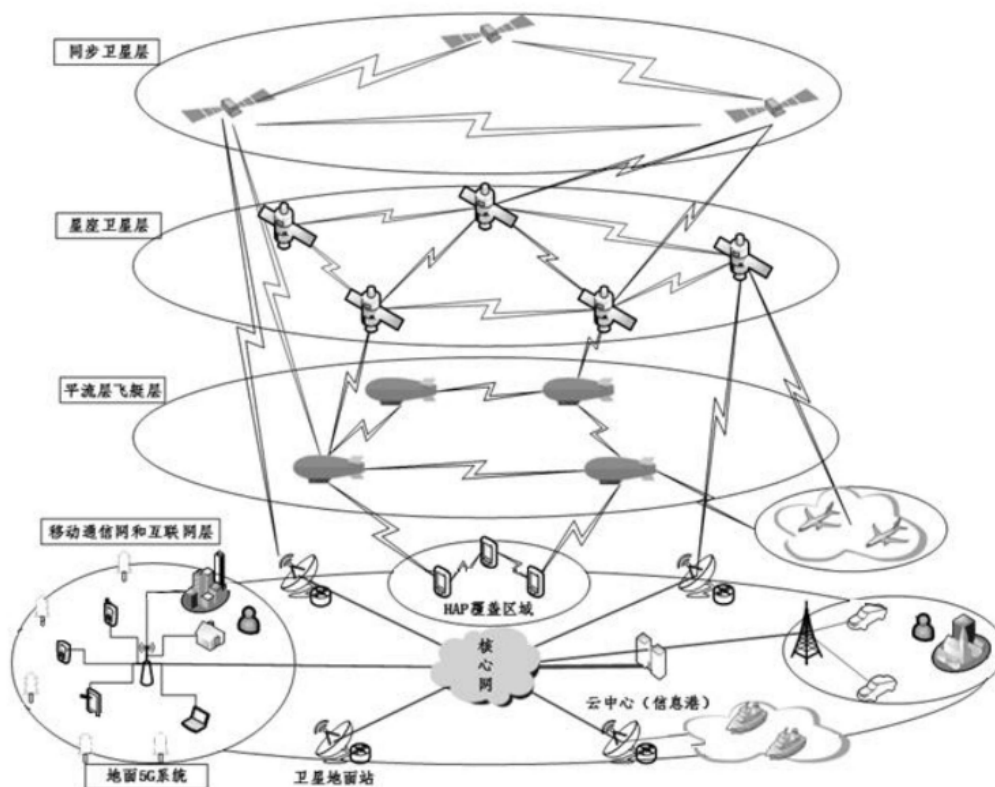 同步卫星层
星座卫星层
平流层飞艇层
移动通信网和互联网层
HAP覆盖区域
核
心
网
云中心（信息港）
地面5G系统
卫星地面站